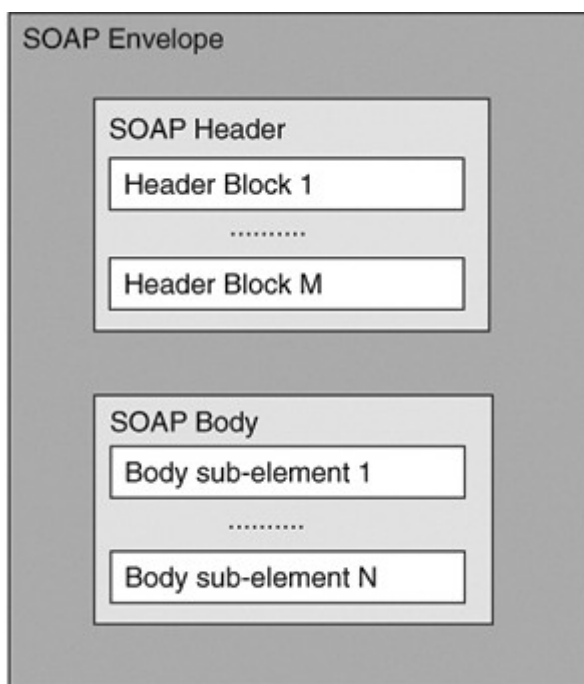 SOAP Envelope
SOAP Header
Header Block 1
..........
Header Block M
SOAP Body
Body sub-element 1
..........
Body sub-element N